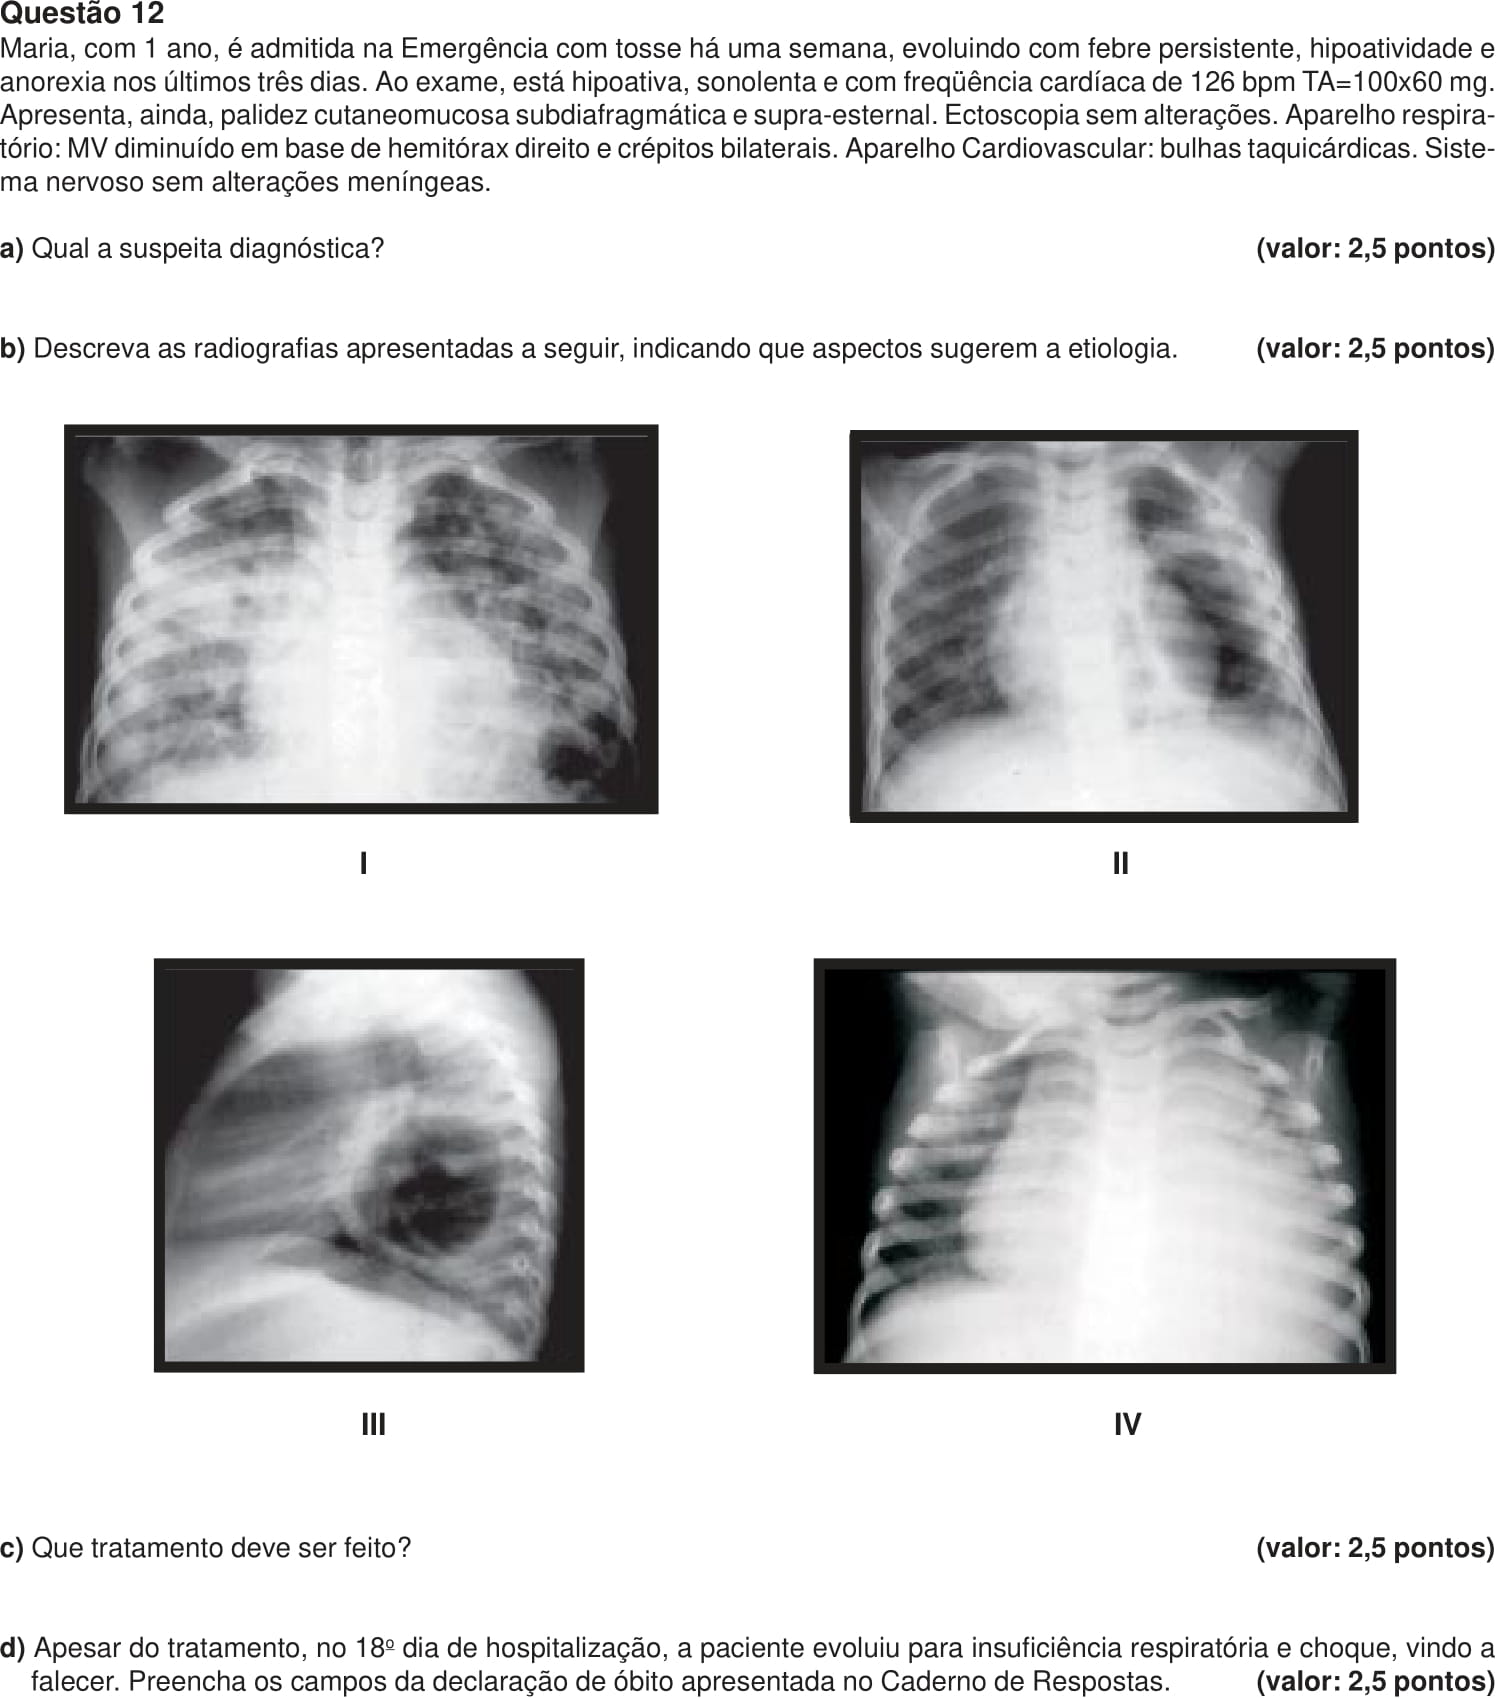 Questão 12
Maria, com 1 ano, é admitida na Emergência com tosse há uma semana, evoluindo com febre persistente, hipoatividade e
anorexia nos últimos três dias. Ao exame, está hipoativa, sonolenta e com freqüência cardíaca de 126 bpm TA=100x60 mg.
Apresenta, ainda, palidez cutaneomucosa subdiafragmática e supra-esternal. Ectoscopia sem alterações. Aparelho respira-
tório: MV diminuído em base de hemitórax direito e crépitos bilaterais. Aparelho Cardiovascular: bulhas taquicárdicas. Siste-
ma nervoso sem alterações meníngeas.
a) Qual a suspeita diagnóstica? (valor: 2,5 pontos)
b) Descreva as radiografias apresentadas a seguir, indicando que aspectos sugerem a etiologia. (valor: 2,5 pontos)
I II
III IV
c) Que tratamento deve ser feito? (valor: 2,5 pontos)
d) Apesar do tratamento, no 18º dia de hospitalização, a paciente evoluiu para insuficiência respiratória e choque, vindo a
falecer. Preencha os campos da declaração de óbito apresentada no Caderno de Respostas. (valor: 2,5 pontos)